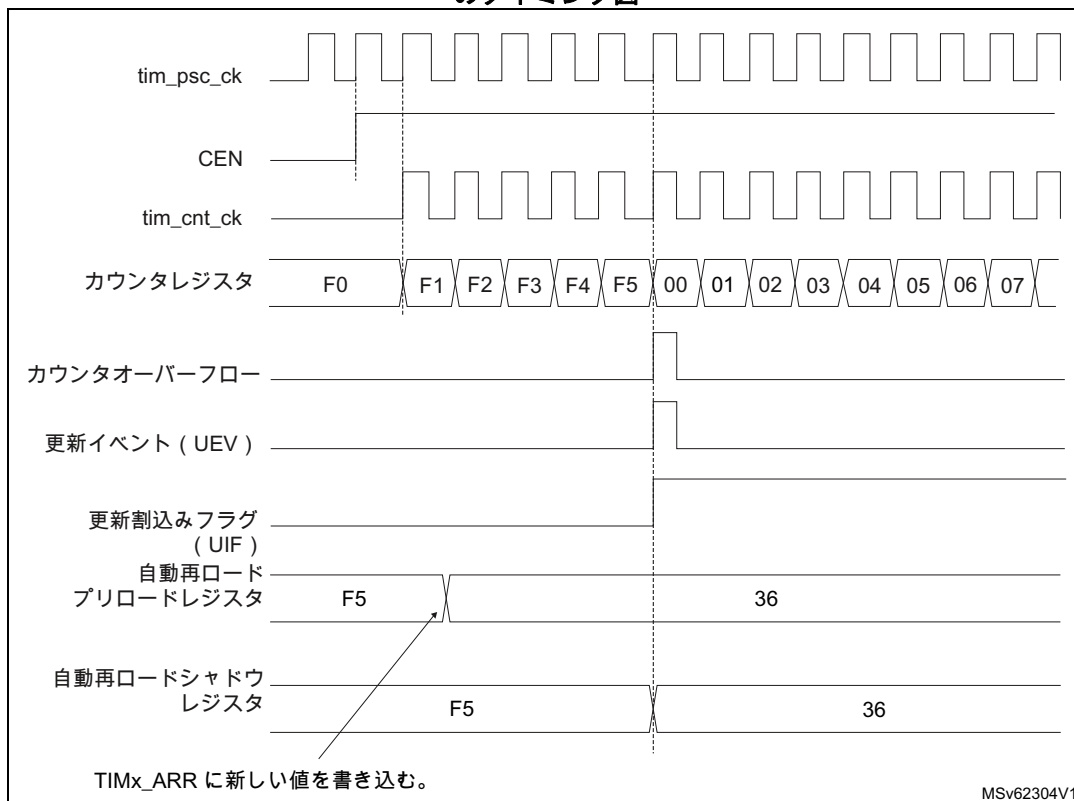 のタイミング図
tim_psc_ck
CEN
tim_cnt_ck
カウンタレジスタ F0 F1 F2 F3 F4 F5 00 01 02 03 04 05 06 07
カウンタオーバーフロー
更新イベント ( UEV )
更新割込みフラグ
( UIF )
自動再ロード
プリロードレジスタ F5 36
自動再ロードシャドウ
レジスタ F5 36
TIMx_ARR に新しい値を書き込む。
MSv62304V1